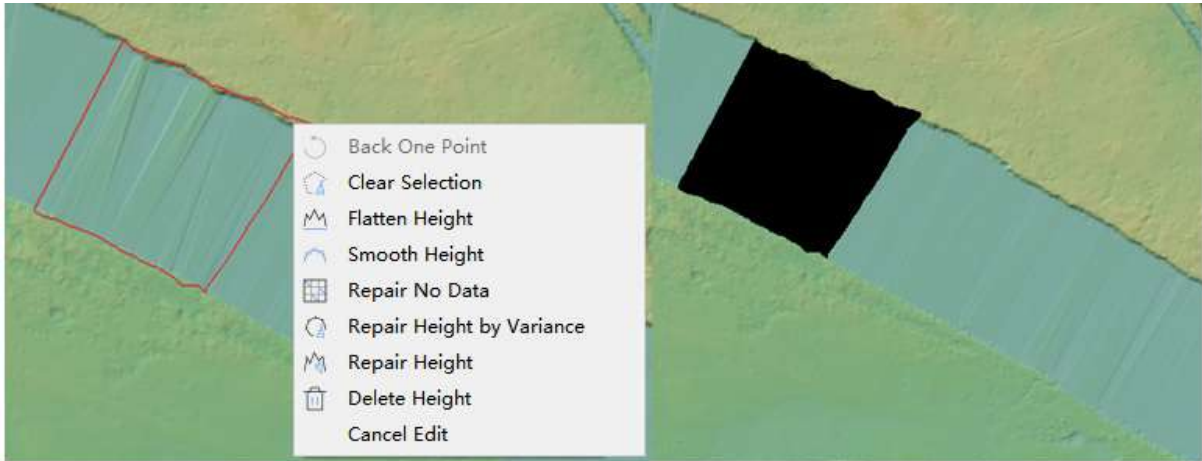 Back One Point
Clear Selection
Flatten Height
Smooth Height
Repair No Data
Repair Height by Variance
Repair Height
Delete Height
Cancel Edit